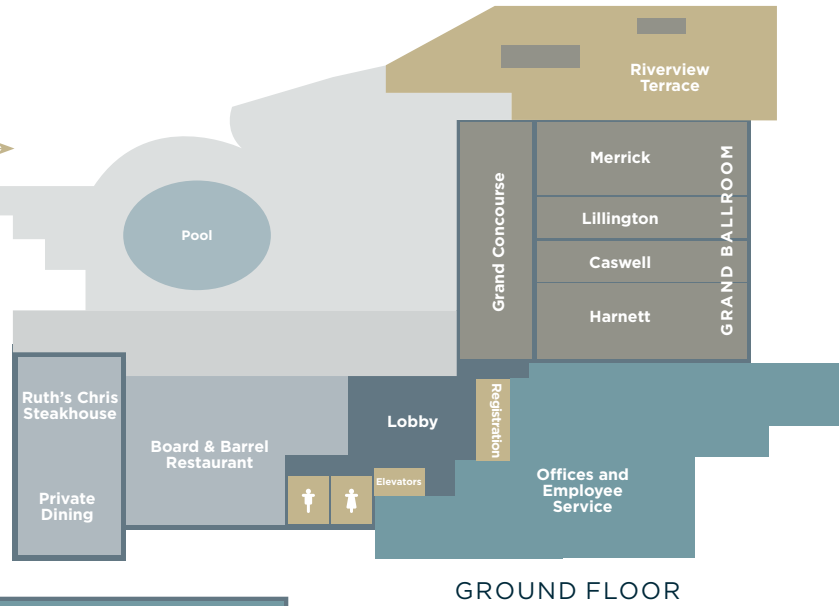 Riverview
Terrace
Merrick
Lillington
Caswell
Harnett
GRAND BALLROOM
Grand Concourse
Pool
Ruth's Chris
Steakhouse
Private
Dining
Board & Barrel
Restaurant
Lobby
Registration
Elevators
Offices and
Employee
Service
GROUND FLOOR